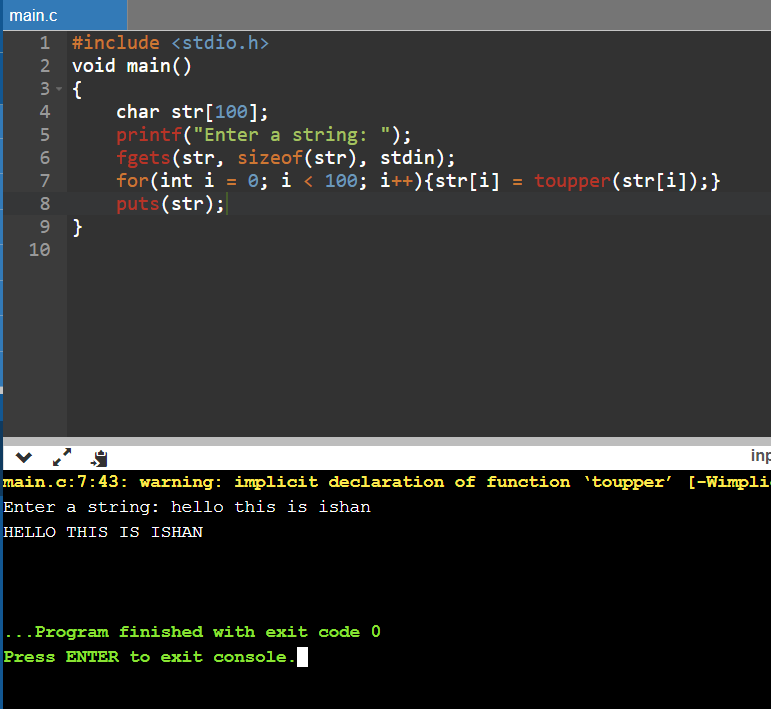 main.c
1 #include <stdio.h>
2 void main()
3 {
4     char str[100];
5     printf("Enter a string: ");
6     fgets(str, sizeof(str), stdin);
7     for(int i = 0; i < 100; i++){str[i] = toupper(str[i]);}
8     puts(str);
9 }
10
inp
main.c:7:43: warning: implicit declaration of function ‘toupper’ [-Wimpli
Enter a string: hello this is ishan
HELLO THIS IS ISHAN
...Program finished with exit code 0
Press ENTER to exit console.